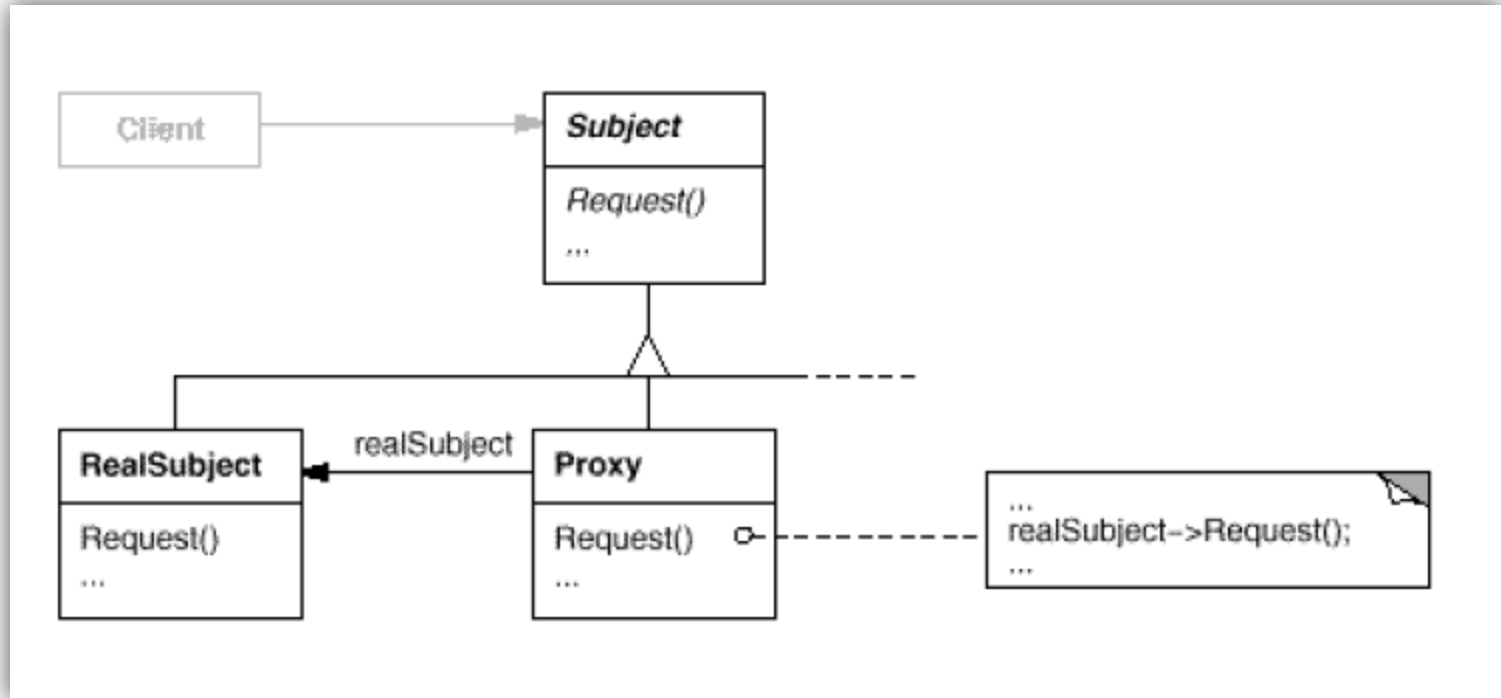 Client
Subject
Request()
...
realSubject
RealSubject
Request()
...
Proxy
Request()
...
...
realSubject->Request();
...